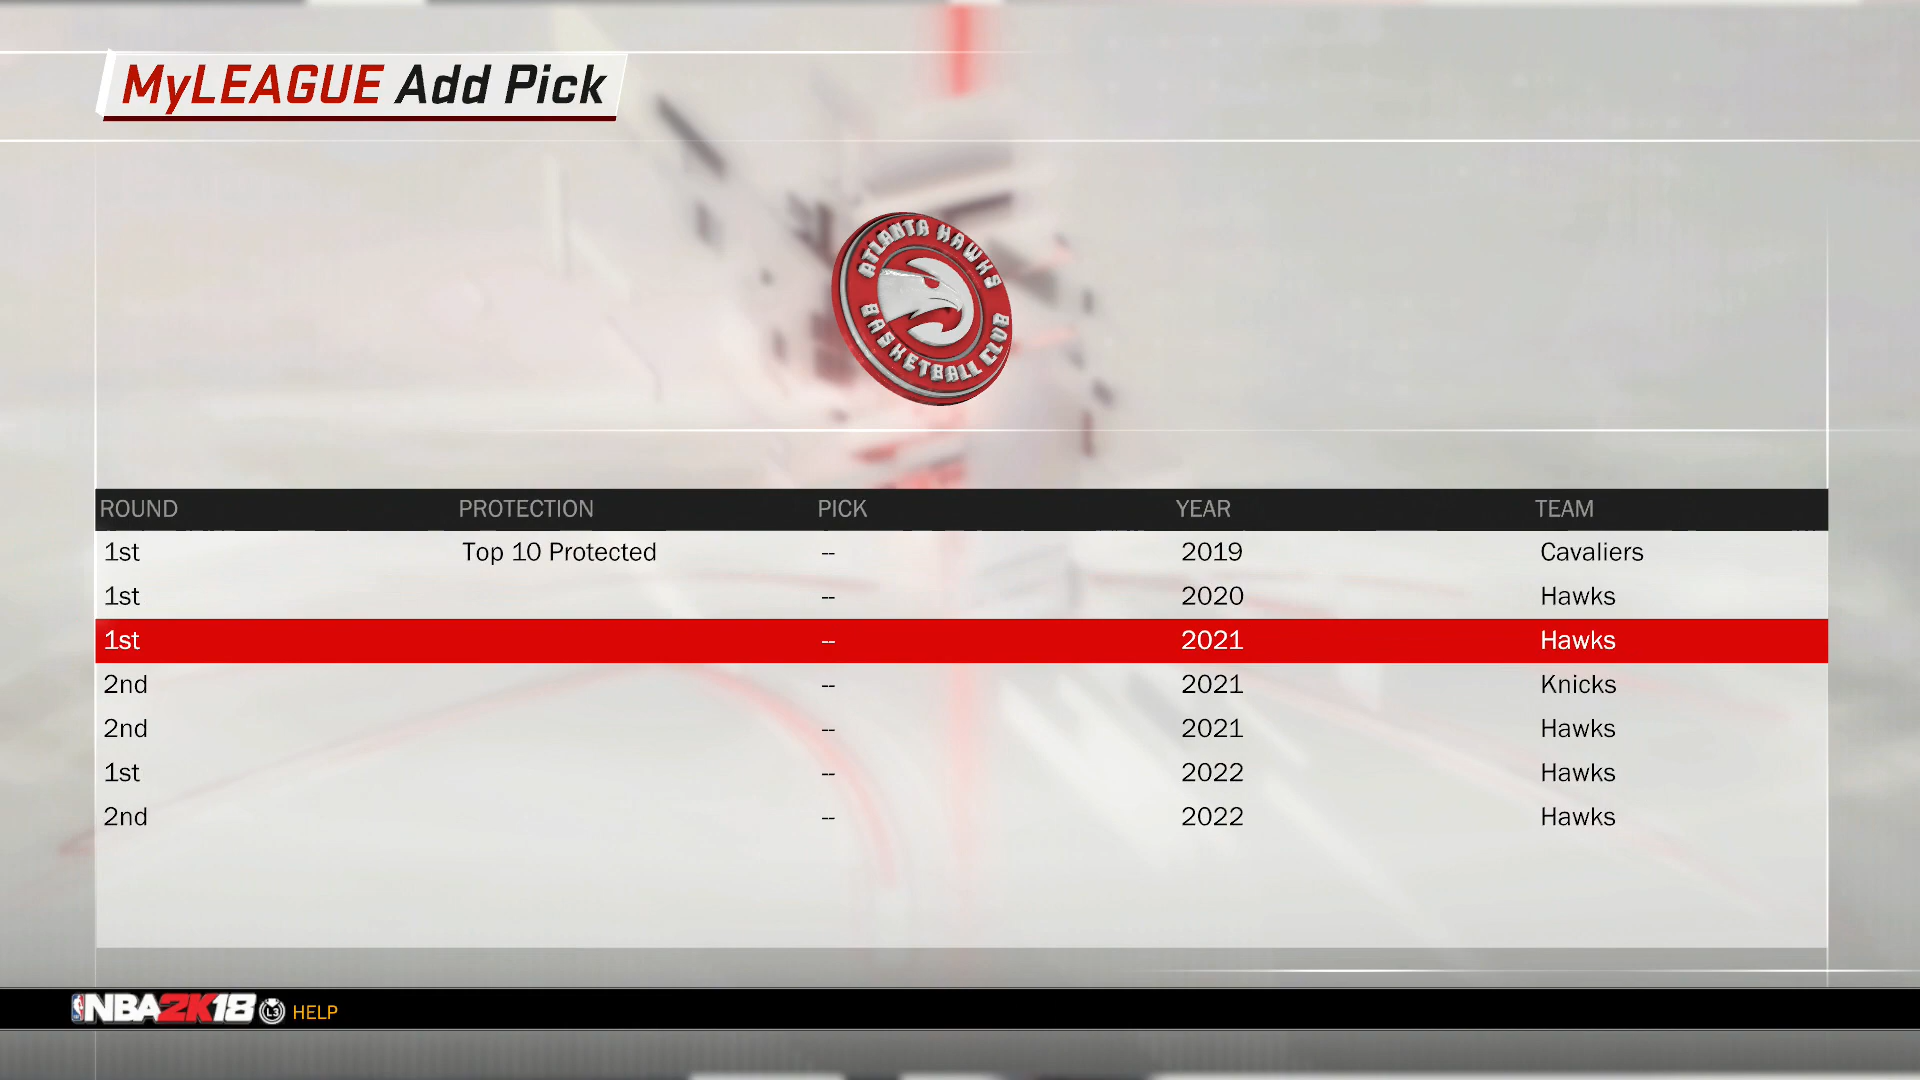 MyLEAGUE Add Pick
ATLANTA HAWKS
BASKETBALL CLUB
ROUND PROTECTION PICK YEAR TEAM
1st Top 10 Protected -- 2019 Cavaliers
1st -- 2020 Hawks
1st -- 2021 Hawks
2nd -- 2021 Knicks
2nd -- 2021 Hawks
1st -- 2022 Hawks
2nd -- 2022 Hawks
NBA2K18 L3 HELP